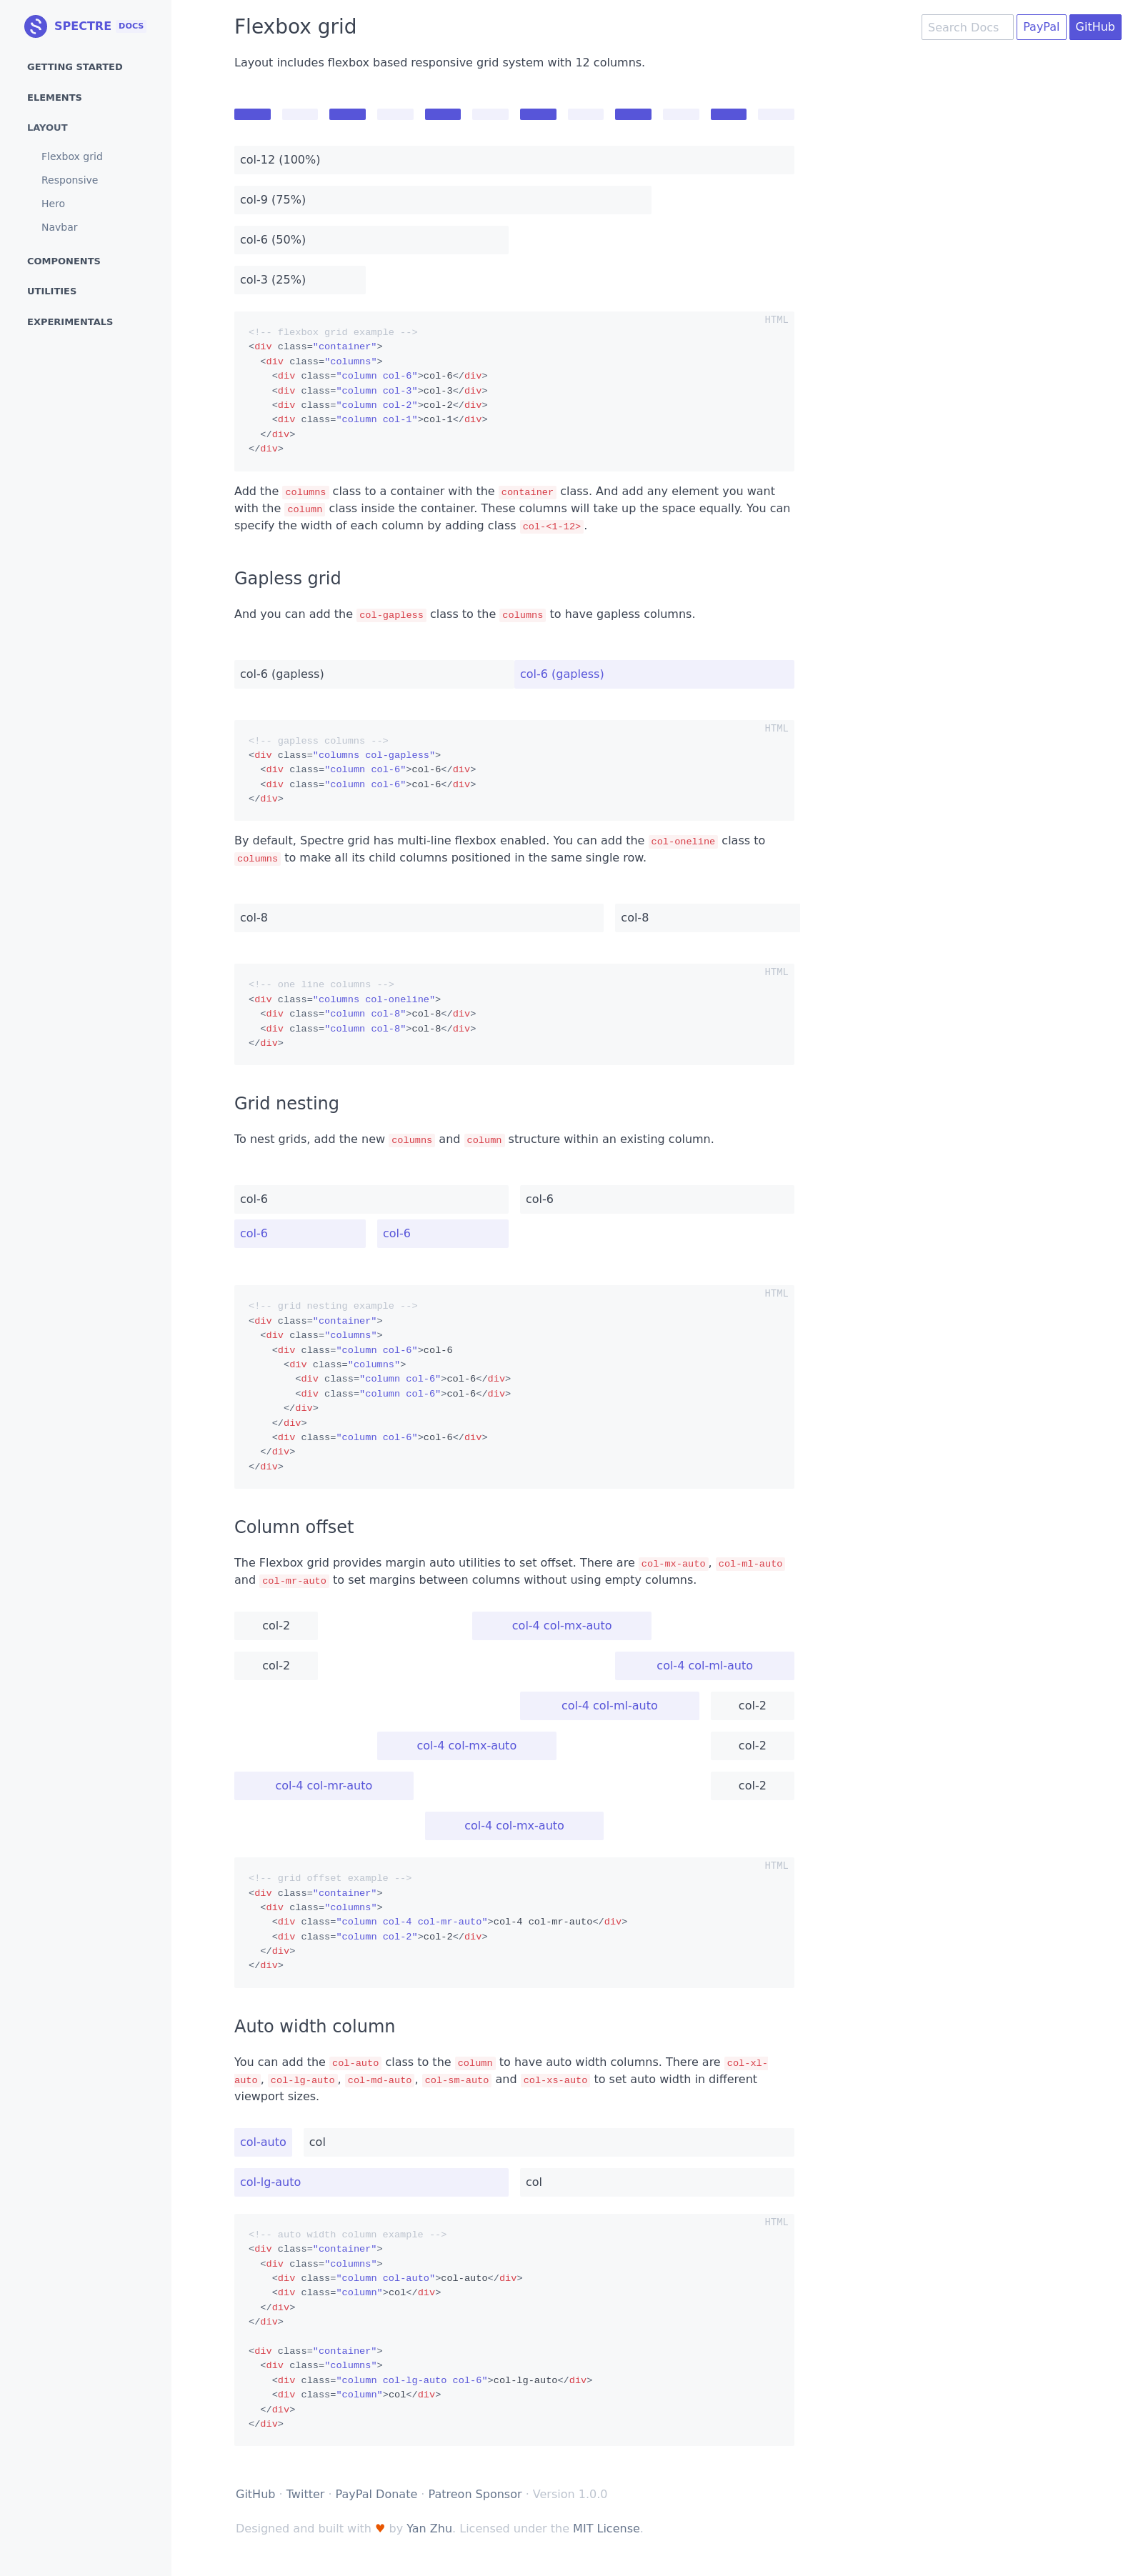 SPECTRE DOCS
GETTING STARTED
ELEMENTS
LAYOUT
Flexbox grid
Responsive
Hero
Navbar
COMPONENTS
UTILITIES
EXPERIMENTALS
Flexbox grid
Search Docs PayPal GitHub
Layout includes flexbox based responsive grid system with 12 columns.
col-12 (100%)
col-9 (75%)
col-6 (50%)
col-3 (25%)
HTML
<!-- flexbox grid example -->
<div class="container">
  <div class="columns">
    <div class="column col-6">col-6</div>
    <div class="column col-3">col-3</div>
    <div class="column col-2">col-2</div>
    <div class="column col-1">col-1</div>
  </div>
</div>
Add the columns class to a container with the container class. And add any element you want
with the column class inside the container. These columns will take up the space equally. You can
specify the width of each column by adding class col-<1-12>.
Gapless grid
And you can add the col-gapless class to the columns to have gapless columns.
col-6 (gapless) col-6 (gapless)
HTML
<!-- gapless columns -->
<div class="columns col-gapless">
  <div class="column col-6">col-6</div>
  <div class="column col-6">col-6</div>
</div>
By default, Spectre grid has multi-line flexbox enabled. You can add the col-oneline class to
columns to make all its child columns positioned in the same single row.
col-8 col-8
HTML
<!-- one line columns -->
<div class="columns col-oneline">
  <div class="column col-8">col-8</div>
  <div class="column col-8">col-8</div>
</div>
Grid nesting
To nest grids, add the new columns and column structure within an existing column.
col-6 col-6
col-6 col-6
HTML
<!-- grid nesting example -->
<div class="container">
  <div class="columns">
    <div class="column col-6">col-6
      <div class="columns">
        <div class="column col-6">col-6</div>
        <div class="column col-6">col-6</div>
      </div>
    </div>
    <div class="column col-6">col-6</div>
  </div>
</div>
Column offset
The Flexbox grid provides margin auto utilities to set offset. There are col-mx-auto, col-ml-auto
and col-mr-auto to set margins between columns without using empty columns.
col-2 col-4 col-mx-auto
col-2 col-4 col-ml-auto
col-4 col-ml-auto col-2
col-4 col-mx-auto col-2
col-4 col-mr-auto col-2
col-4 col-mx-auto
HTML
<!-- grid offset example -->
<div class="container">
  <div class="columns">
    <div class="column col-4 col-mr-auto">col-4 col-mr-auto</div>
    <div class="column col-2">col-2</div>
  </div>
</div>
Auto width column
You can add the col-auto class to the column to have auto width columns. There are col-xl-
auto, col-lg-auto, col-md-auto, col-sm-auto and col-xs-auto to set auto width in different
viewport sizes.
col-auto col
col-lg-auto col
HTML
<!-- auto width column example -->
<div class="container">
  <div class="columns">
    <div class="column col-auto">col-auto</div>
    <div class="column">col</div>
  </div>
</div>
<div class="container">
  <div class="columns">
    <div class="column col-lg-auto col-6">col-lg-auto</div>
    <div class="column">col</div>
  </div>
</div>
GitHub · Twitter · PayPal Donate · Patreon Sponsor · Version 1.0.0
Designed and built with ♥ by Yan Zhu. Licensed under the MIT License.